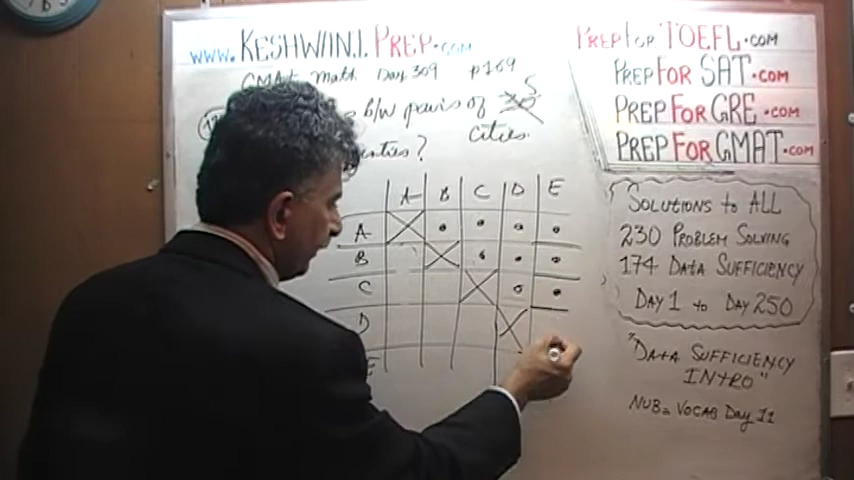 www.KESHWANI PREP.com
GMAT Math Day 309 p169
b/w pairs of 30 5
cities
?
A B C D E
A
B
C
D
E
PREP For TOEFL.com
PREP FOR SAT.com
PREP FOR GRE.com
PREP FOR GMAT.com
SOLUTIONS to ALL
230 PROBLEM SOLVING
174 DATA SUFFICIENCY
DAY 1 to DAY 250
"DATA SUFFICIENCY
INTRO"
VOCAB Day 11